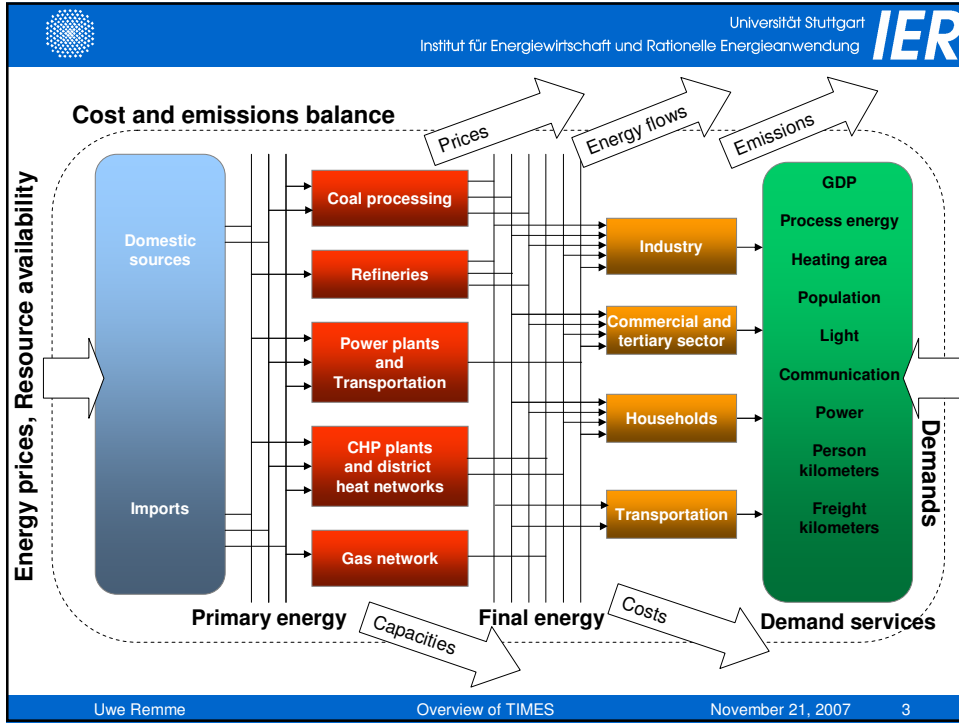 Universität Stuttgart
Institut für Energiewirtschaft und Rationelle Energieanwendung
IER
Cost and emissions balance
Prices
Energy flows
Emissions
Energy prices, Resource availability
Domestic
sources
Imports
Coal processing
Refineries
Power plants
and
Transportation
CHP plants
and district
heat networks
Gas network
Industry
Commercial and
tertiary sector
Households
Transportation
GDP
Process energy
Heating area
Population
Light
Communication
Power
Person
kilometers
Freight
kilometers
Demands
Primary energy
Final energy
Demand services
Capacities
Costs
Uwe Remme
Overview of TIMES
November 21, 2007
3